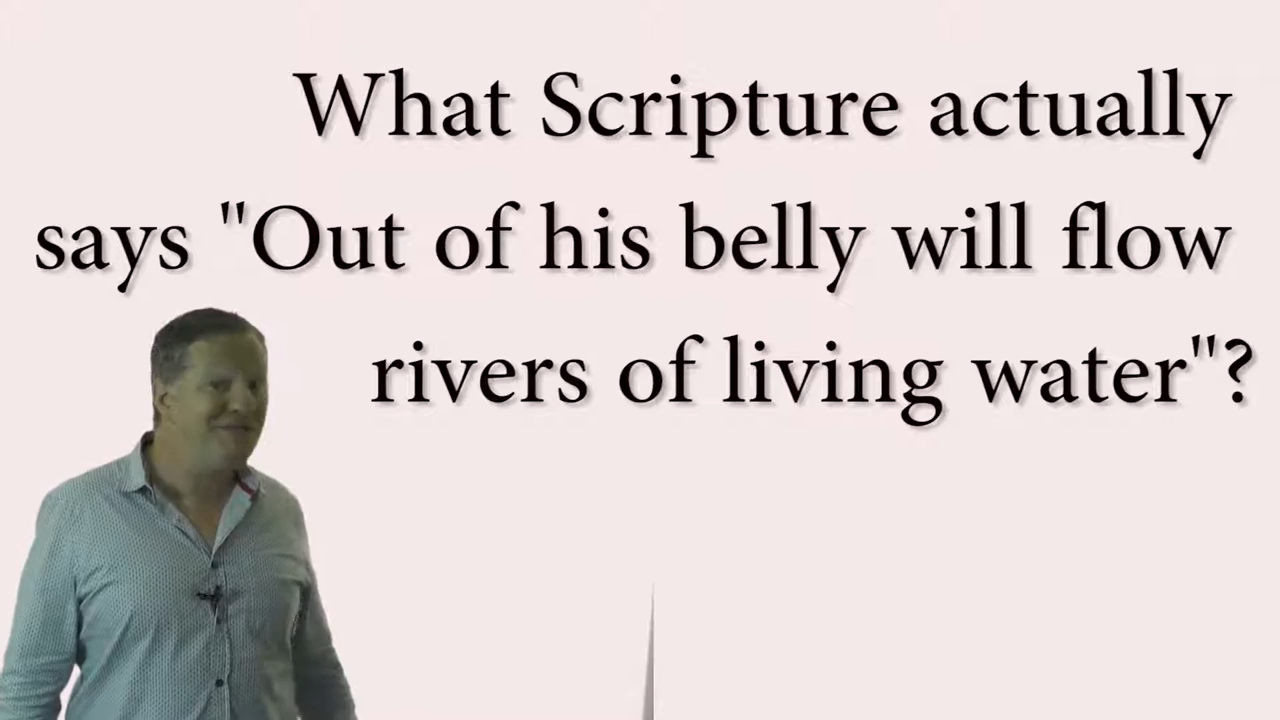 What Scripture actually
says "Out of his belly will flow
rivers of living water"?